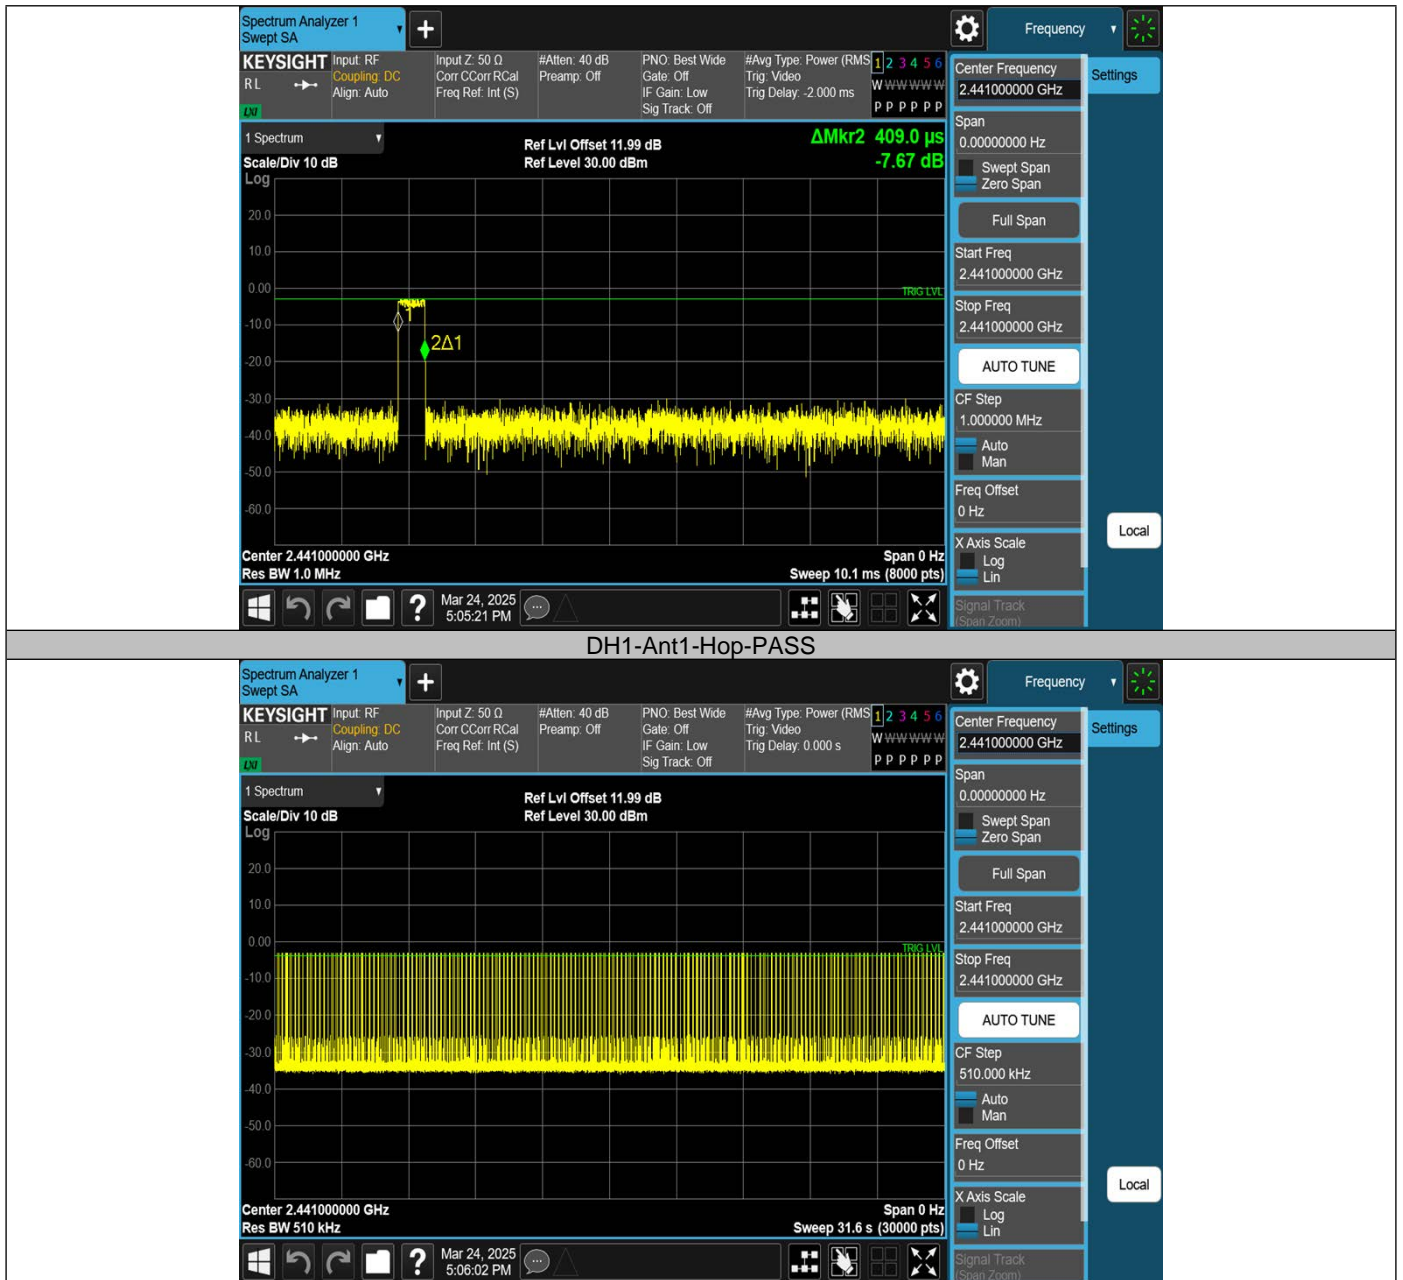 Spectrum Analyzer 1
Swept SA
Frequency
KEYSIGHT
R L
LXI
Input: RF
Coupling: DC
Align: Auto
Input Z: 50 Ω
Corr CCorr RCal
Freq Ref: Int (S)
#Atten: 40 dB
Preamp: Off
PNO: Best Wide
Gate: Off
IF Gain: Low
Sig Track: Off
#Avg Type: Power (RMS
Trig: Video
Trig Delay: -2.000 ms
1 2 3 4 5 6
W W W W W W
P P P P P P
1 Spectrum
Scale/Div 10 dB
Ref Lvl Offset 11.99 dB
Ref Level 30.00 dBm
ΔMkr2 409.0 µs
-7.67 dB
Log
20.0
10.0
0.00
-10.0
-20.0
-30.0
-40.0
-50.0
-60.0
TRIG LVL
1
2Δ1
Center 2.441000000 GHz
Res BW 1.0 MHz
Span 0 Hz
Sweep 10.1 ms (8000 pts)
Mar 24, 2025
5:05:21 PM
Center Frequency
2.441000000 GHz
Settings
Span
0.00000000 Hz
Swept Span
Zero Span
Full Span
Start Freq
2.441000000 GHz
Stop Freq
2.441000000 GHz
AUTO TUNE
CF Step
1.000000 MHz
Auto
Man
Freq Offset
0 Hz
X Axis Scale
Log
Lin
Local
Signal Track
(Span Zoom)
DH1-Ant1-Hop-PASS
Spectrum Analyzer 1
Swept SA
Frequency
KEYSIGHT
R L
LXI
Input: RF
Coupling: DC
Align: Auto
Input Z: 50 Ω
Corr CCorr RCal
Freq Ref: Int (S)
#Atten: 40 dB
Preamp: Off
PNO: Best Wide
Gate: Off
IF Gain: Low
Sig Track: Off
#Avg Type: Power (RMS
Trig: Video
Trig Delay: 0.000 s
1 2 3 4 5 6
W W W W W W
P P P P P P
1 Spectrum
Scale/Div 10 dB
Ref Lvl Offset 11.99 dB
Ref Level 30.00 dBm
Log
20.0
10.0
0.00
-10.0
-20.0
-30.0
-40.0
-50.0
-60.0
TRIG LVL
Center 2.441000000 GHz
Res BW 510 kHz
Span 0 Hz
Sweep 31.6 s (30000 pts)
Mar 24, 2025
5:06:02 PM
Center Frequency
2.441000000 GHz
Settings
Span
0.00000000 Hz
Swept Span
Zero Span
Full Span
Start Freq
2.441000000 GHz
Stop Freq
2.441000000 GHz
AUTO TUNE
CF Step
510.000 kHz
Auto
Man
Freq Offset
0 Hz
X Axis Scale
Log
Lin
Local
Signal Track
(Span Zoom)